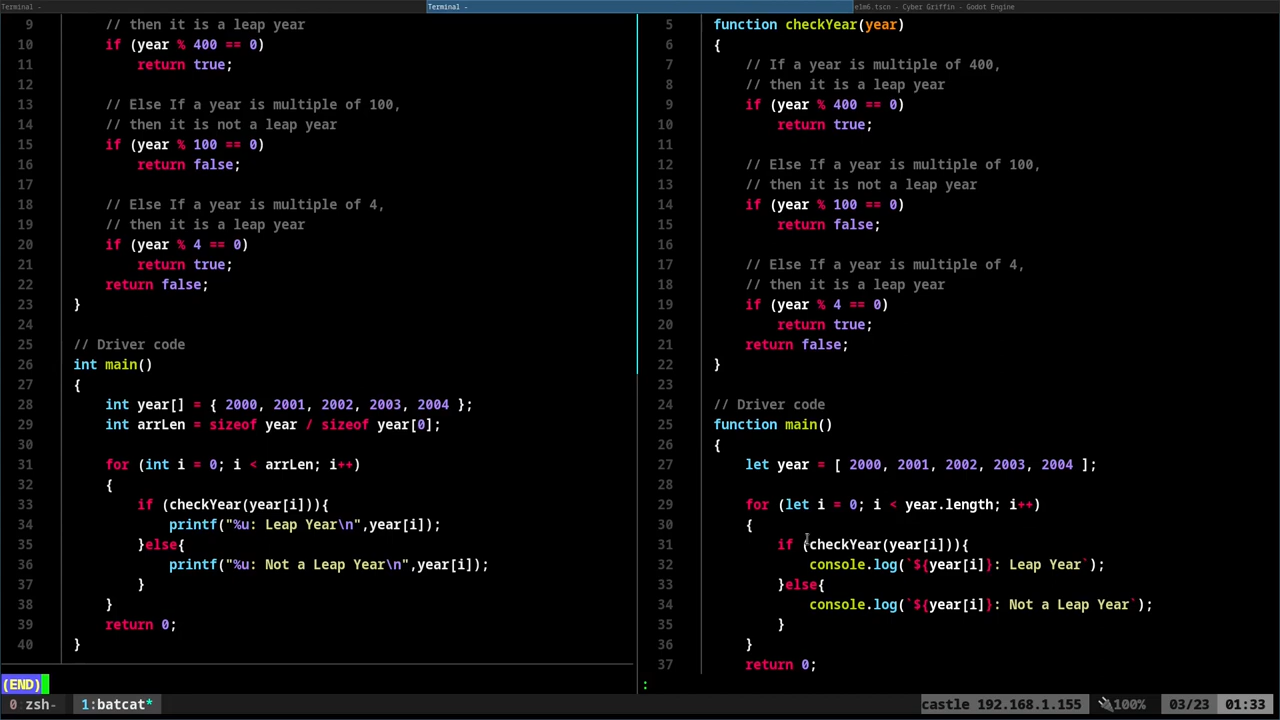 Terminal -
Terminal -
e1m6.tscn - Cyber Griffin - Godot Engine
9 // then it is a leap year
10 if (year % 400 == 0)
11 return true;
12
13 // Else If a year is multiple of 100,
14 // then it is not a leap year
15 if (year % 100 == 0)
16 return false;
17
18 // Else If a year is multiple of 4,
19 // then it is a leap year
20 if (year % 4 == 0)
21 return true;
22 return false;
23 }
24
25 // Driver code
26 int main()
27 {
28 int year[] = { 2000, 2001, 2002, 2003, 2004 };
29 int arrLen = sizeof year / sizeof year[0];
30
31 for (int i = 0; i < arrLen; i++)
32 {
33 if (checkYear(year[i])){
34 printf("%u: Leap Year\n",year[i]);
35 }else{
36 printf("%u: Not a Leap Year\n",year[i]);
37 }
38 }
39 return 0;
40 }
(END)
5 function checkYear(year)
6 {
7 // If a year is multiple of 400,
8 // then it is a leap year
9 if (year % 400 == 0)
10 return true;
11
12 // Else If a year is multiple of 100,
13 // then it is not a leap year
14 if (year % 100 == 0)
15 return false;
16
17 // Else If a year is multiple of 4,
18 // then it is a leap year
19 if (year % 4 == 0)
20 return true;
21 return false;
22 }
23
24 // Driver code
25 function main()
26 {
27 let year = [ 2000, 2001, 2002, 2003, 2004 ];
28
29 for (let i = 0; i < year.length; i++)
30 {
31 if (checkYear(year[i])){
32 console.log(`${year[i]}: Leap Year`);
33 }else{
34 console.log(`${year[i]}: Not a Leap Year`);
35 }
36 }
37 return 0;
:
0 zsh- 1:batcat* castle 192.168.1.155 100% 03/23 01:33